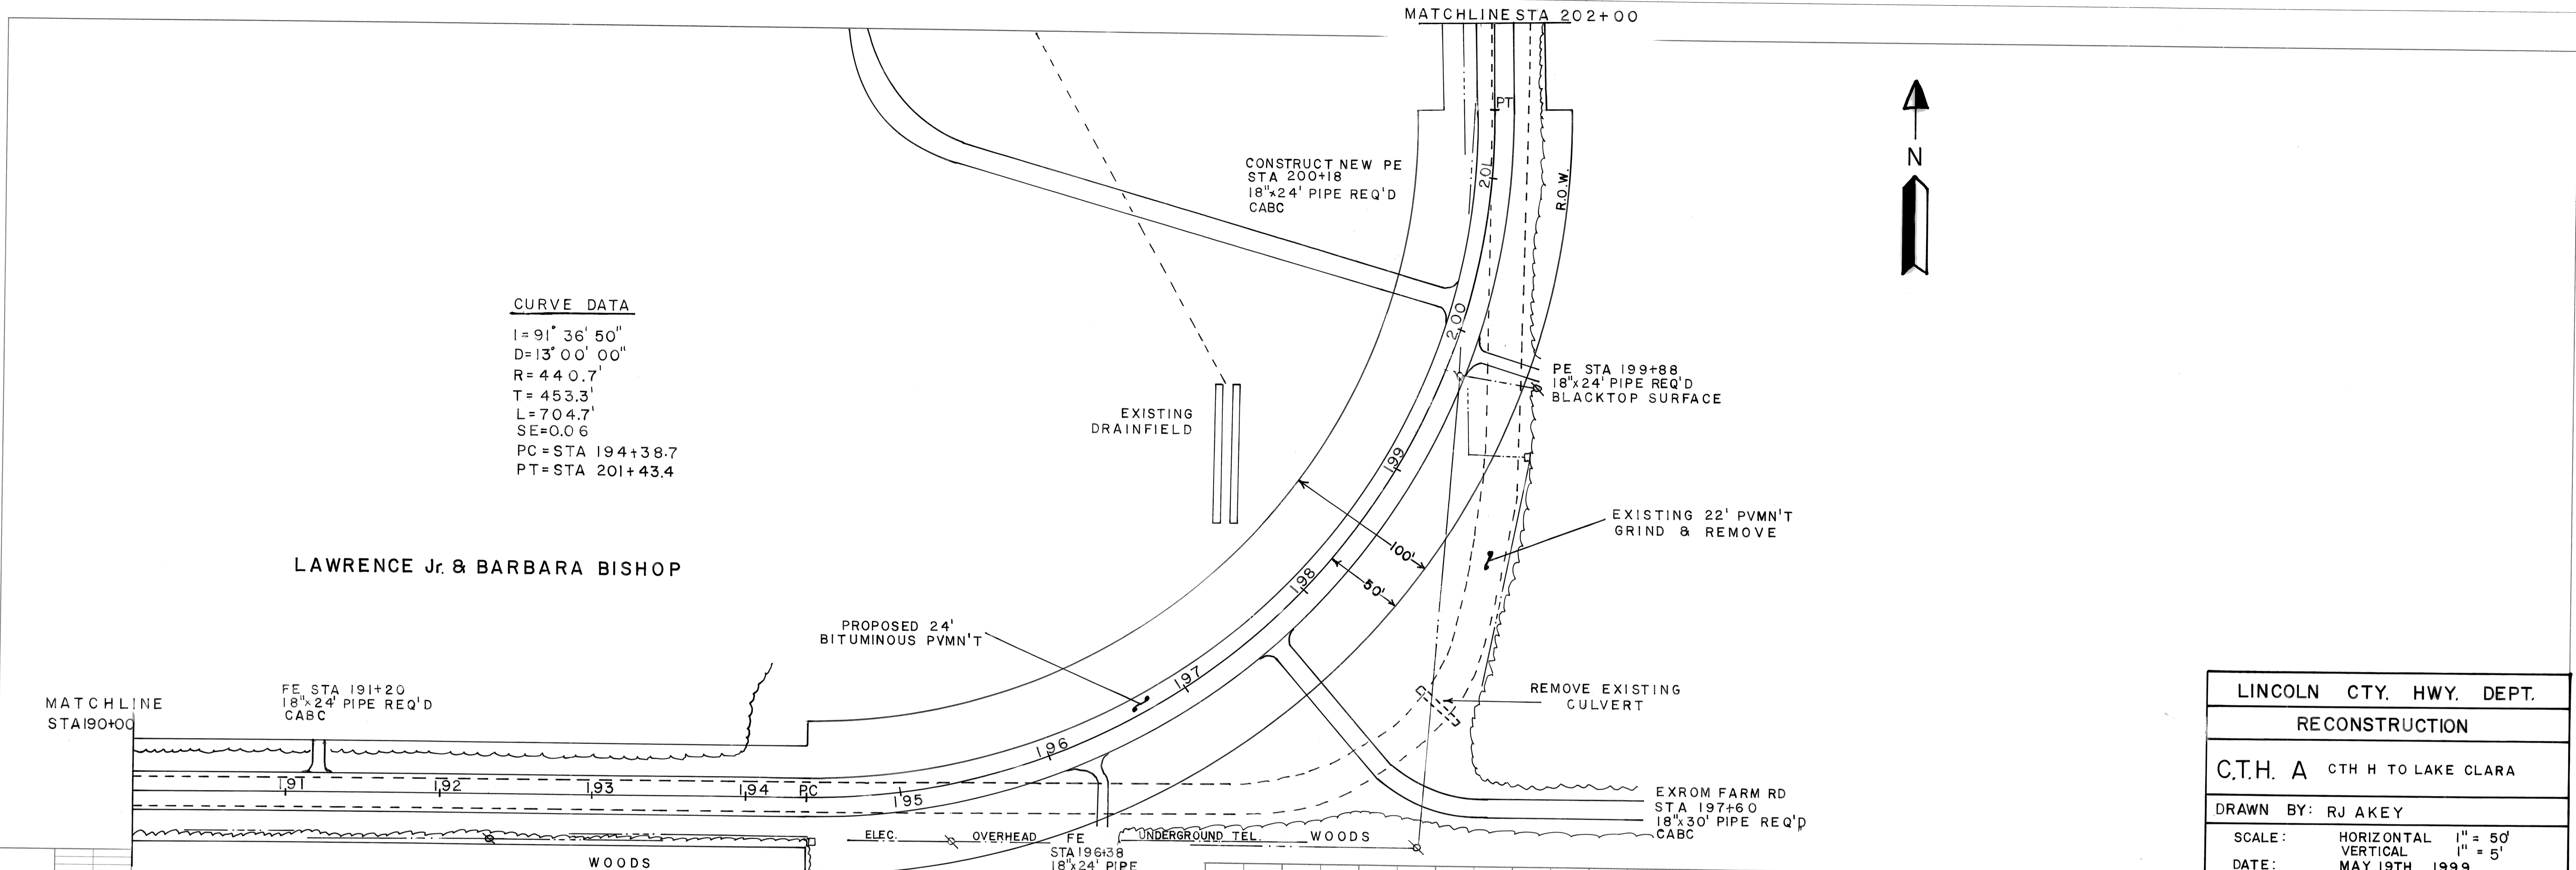 MATCHLINE STA 202+00
PT
N
CONSTRUCT NEW PE
STA 200+18
18"x24' PIPE REQ'D
CABC
201
R.O.W.
CURVE DATA
I=91° 36' 50"
D=13° 00' 00"
R=440.7'
T=453.3'
L=704.7'
SE=0.06
PC=STA 194+38.7
PT=STA 201+43.4
200
PE STA 199+88
18"x24' PIPE REQ'D
BLACKTOP SURFACE
EXISTING
DRAINFIELD
199
EXISTING 22' PVMN'T
GRIND & REMOVE
100'
50'
198
LAWRENCE Jr. & BARBARA BISHOP
PROPOSED 24'
BITUMINOUS PVMN'T
197
REMOVE EXISTING
CULVERT
MATCHLINE
STA190+00
FE STA 191+20
18"x24' PIPE REQ'D
CABC
196
191
192
193
194
PC
195
EXROM FARM RD
STA 197+60
18"x30' PIPE REQ'D
CABC
ELEC.
OVERHEAD
FE
STA196+38
18"x24' PIPE
UNDERGROUND TEL.
WOODS
WOODS
LINCOLN CTY. HWY. DEPT.
RECONSTRUCTION
C.T.H. A CTH H TO LAKE CLARA
DRAWN BY: RJ AKEY
SCALE: HORIZONTAL 1" = 50'
VERTICAL 1" = 5'
DATE: MAY 19TH 1999